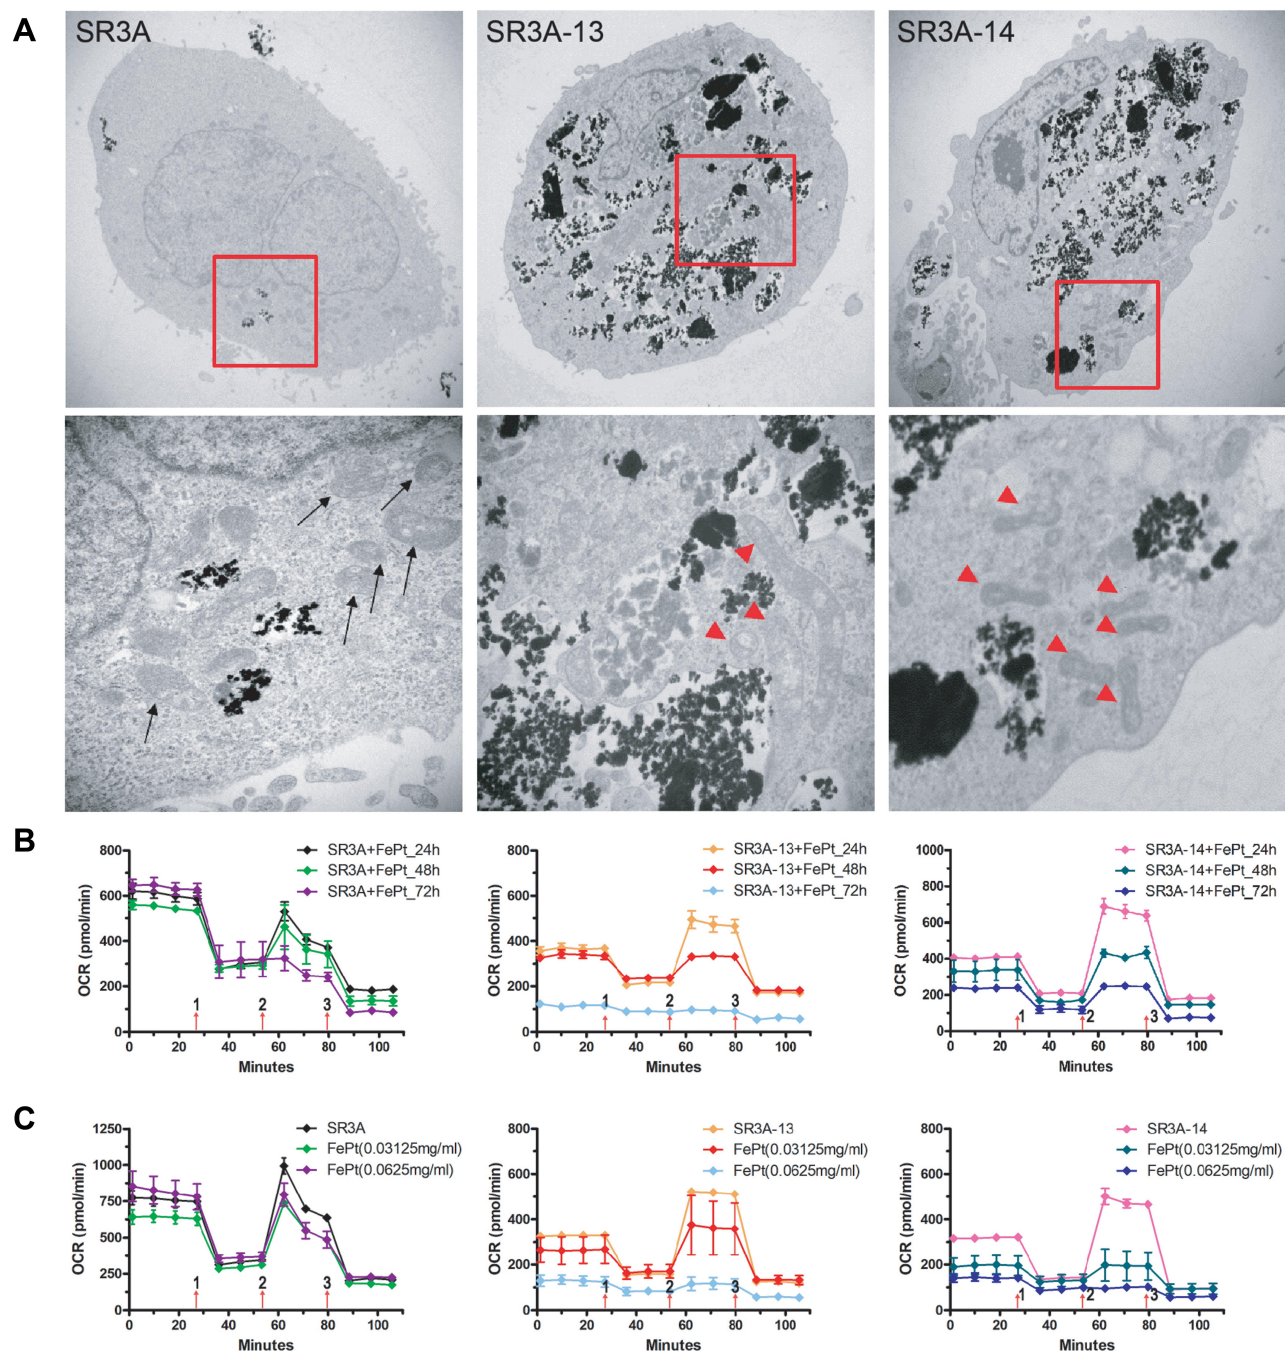 A
SR3A
SR3A-13
SR3A-14
B
800
600
400
200
0
OCR (pmol/min)
SR3A+FePt_24h
SR3A+FePt_48h
SR3A+FePt_72h
1
2
3
0 20 40 60 80 100
Minutes
800
600
400
200
0
OCR (pmol/min)
SR3A-13+FePt_24h
SR3A-13+FePt_48h
SR3A-13+FePt_72h
1
2
3
0 20 40 60 80 100
Minutes
1000
800
600
400
200
0
OCR (pmol/min)
SR3A-14+FePt_24h
SR3A-14+FePt_48h
SR3A-14+FePt_72h
1
2
3
0 20 40 60 80 100
Minutes
C
1250
1000
750
500
250
0
OCR (pmol/min)
SR3A
FePt(0.03125mg/ml)
FePt(0.0625mg/ml)
1
2
3
0 20 40 60 80 100
Minutes
800
600
400
200
0
OCR (pmol/min)
SR3A-13
FePt(0.03125mg/ml)
FePt(0.0625mg/ml)
1
2
3
0 20 40 60 80 100
Minutes
800
600
400
200
0
OCR (pmol/min)
SR3A-14
FePt(0.03125mg/ml)
FePt(0.0625mg/ml)
1
2
3
0 20 40 60 80 100
Minutes